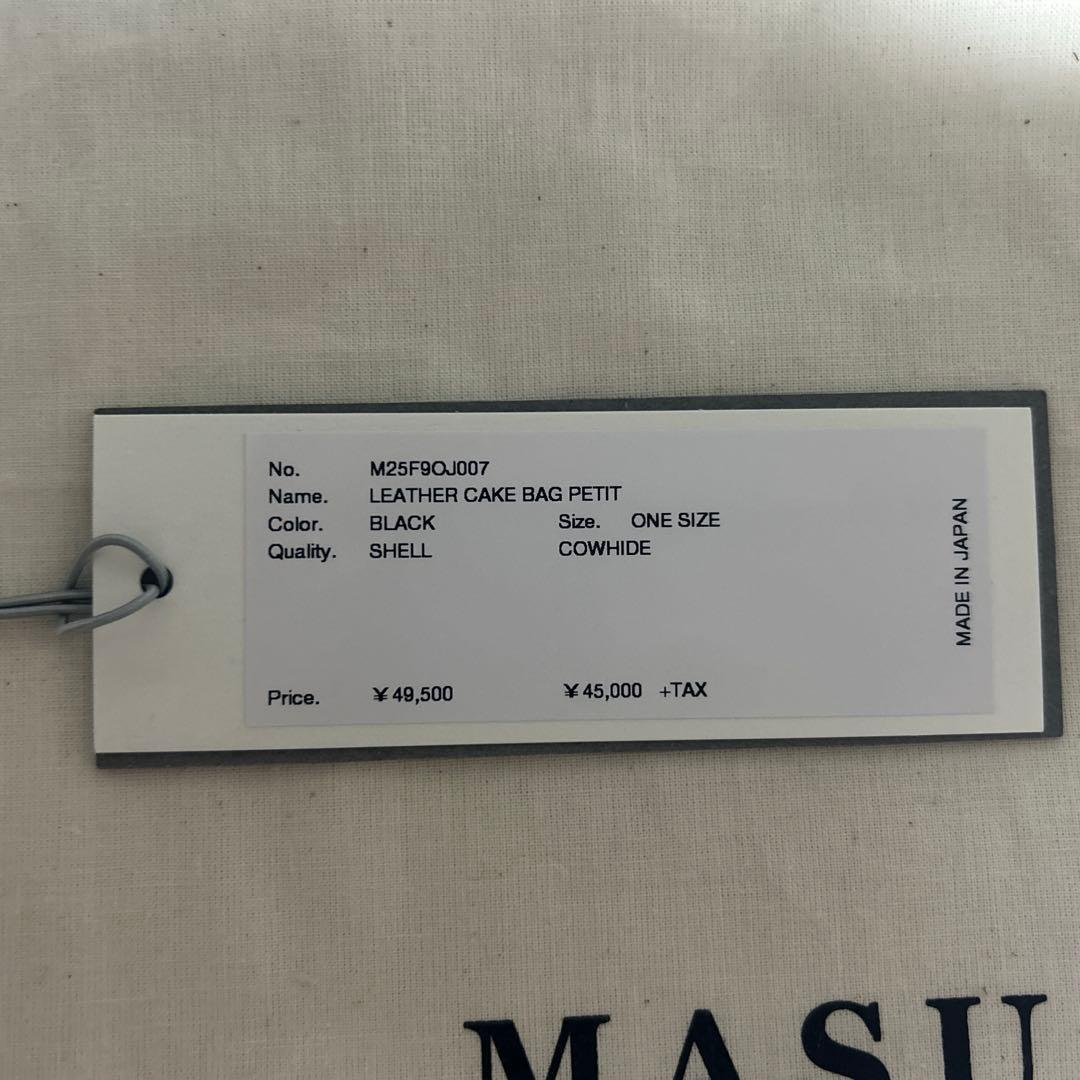 No. M25F9OJ007
Name. LEATHER CAKE BAG PETIT
Color. BLACK Size. ONE SIZE
Quality. SHELL COWHIDE
Price. ¥49,500 ¥45,000 +TAX
MADE IN JAPAN
MASU